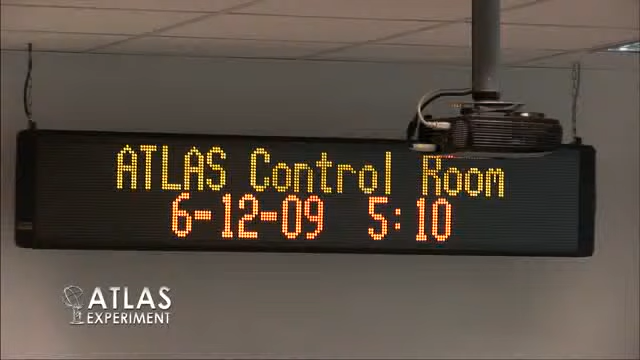 ATLAS Control Room
6-12-09 5:10
ATLAS
EXPERIMENT